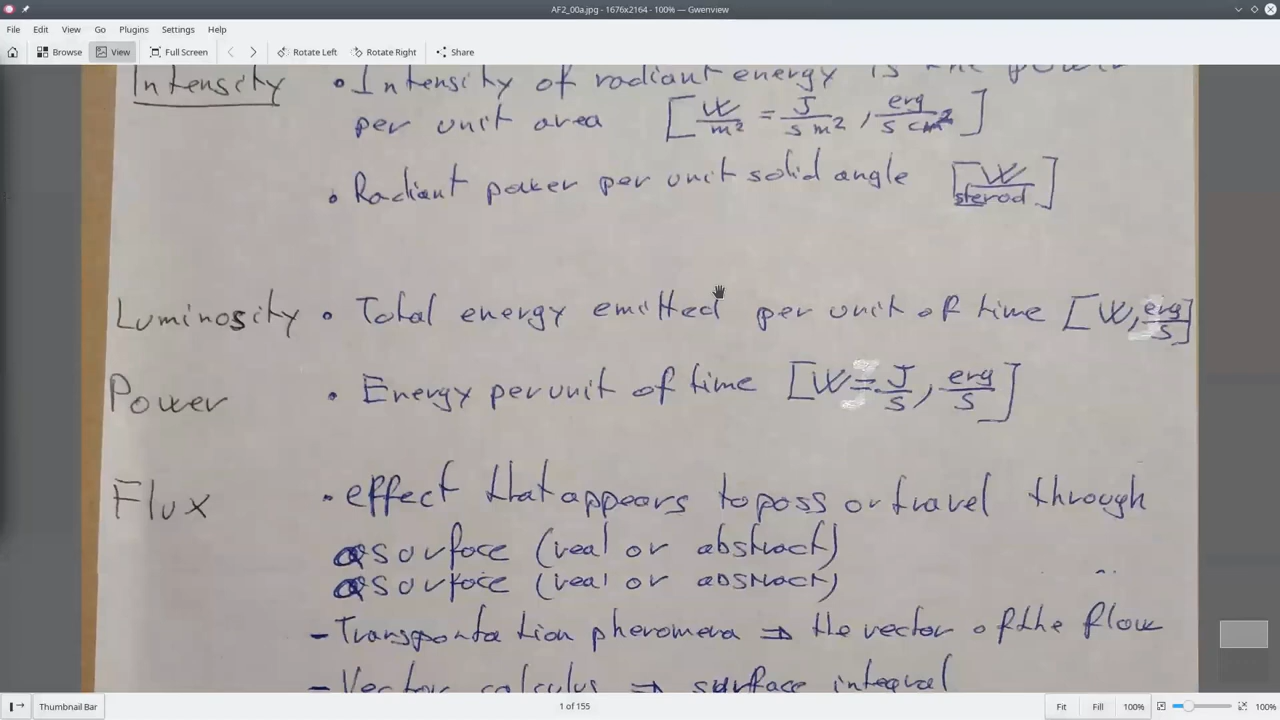 AF2_00a.jpg - 1676x2164 - 100% — Gwenview
File Edit View Go Plugins Settings Help
Browse View Full Screen Rotate Left Rotate Right Share
Intensity • Intensity of radiant energy is the power
per unit area [W/m² = J/s m², erg/s cm²]
• Radiant power per unit solid angle [W/sterad]
Luminosity • Total energy emitted per unit of time [W, erg/s]
Power • Energy per unit of time [W = J/s, erg/s]
Flux • effect that appears to pass or travel through
a surface (real or abstract)
a surface (real or abstract)
- Transportation phenomena ⇒ the vector of the flow
- Vector calculus ⇒ surface integral
Thumbnail Bar 1 of 155 Fit Fill 100% 100%